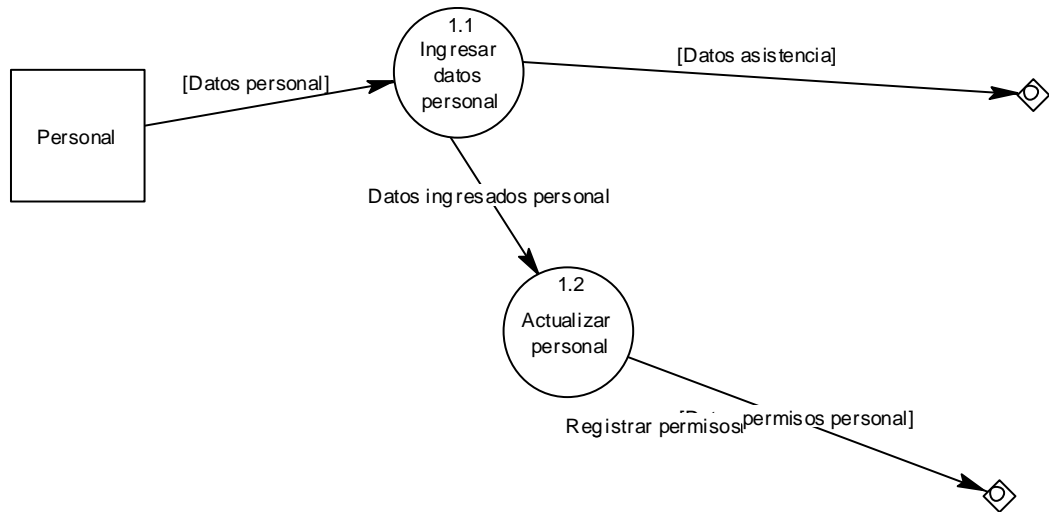 1.1
Ingresar
datos
personal
[Datos asistencia]
[Datos personal]
Personal
Datos ingresados personal
1.2
Actualizar
personal
permisos personal]
Registrar permisos